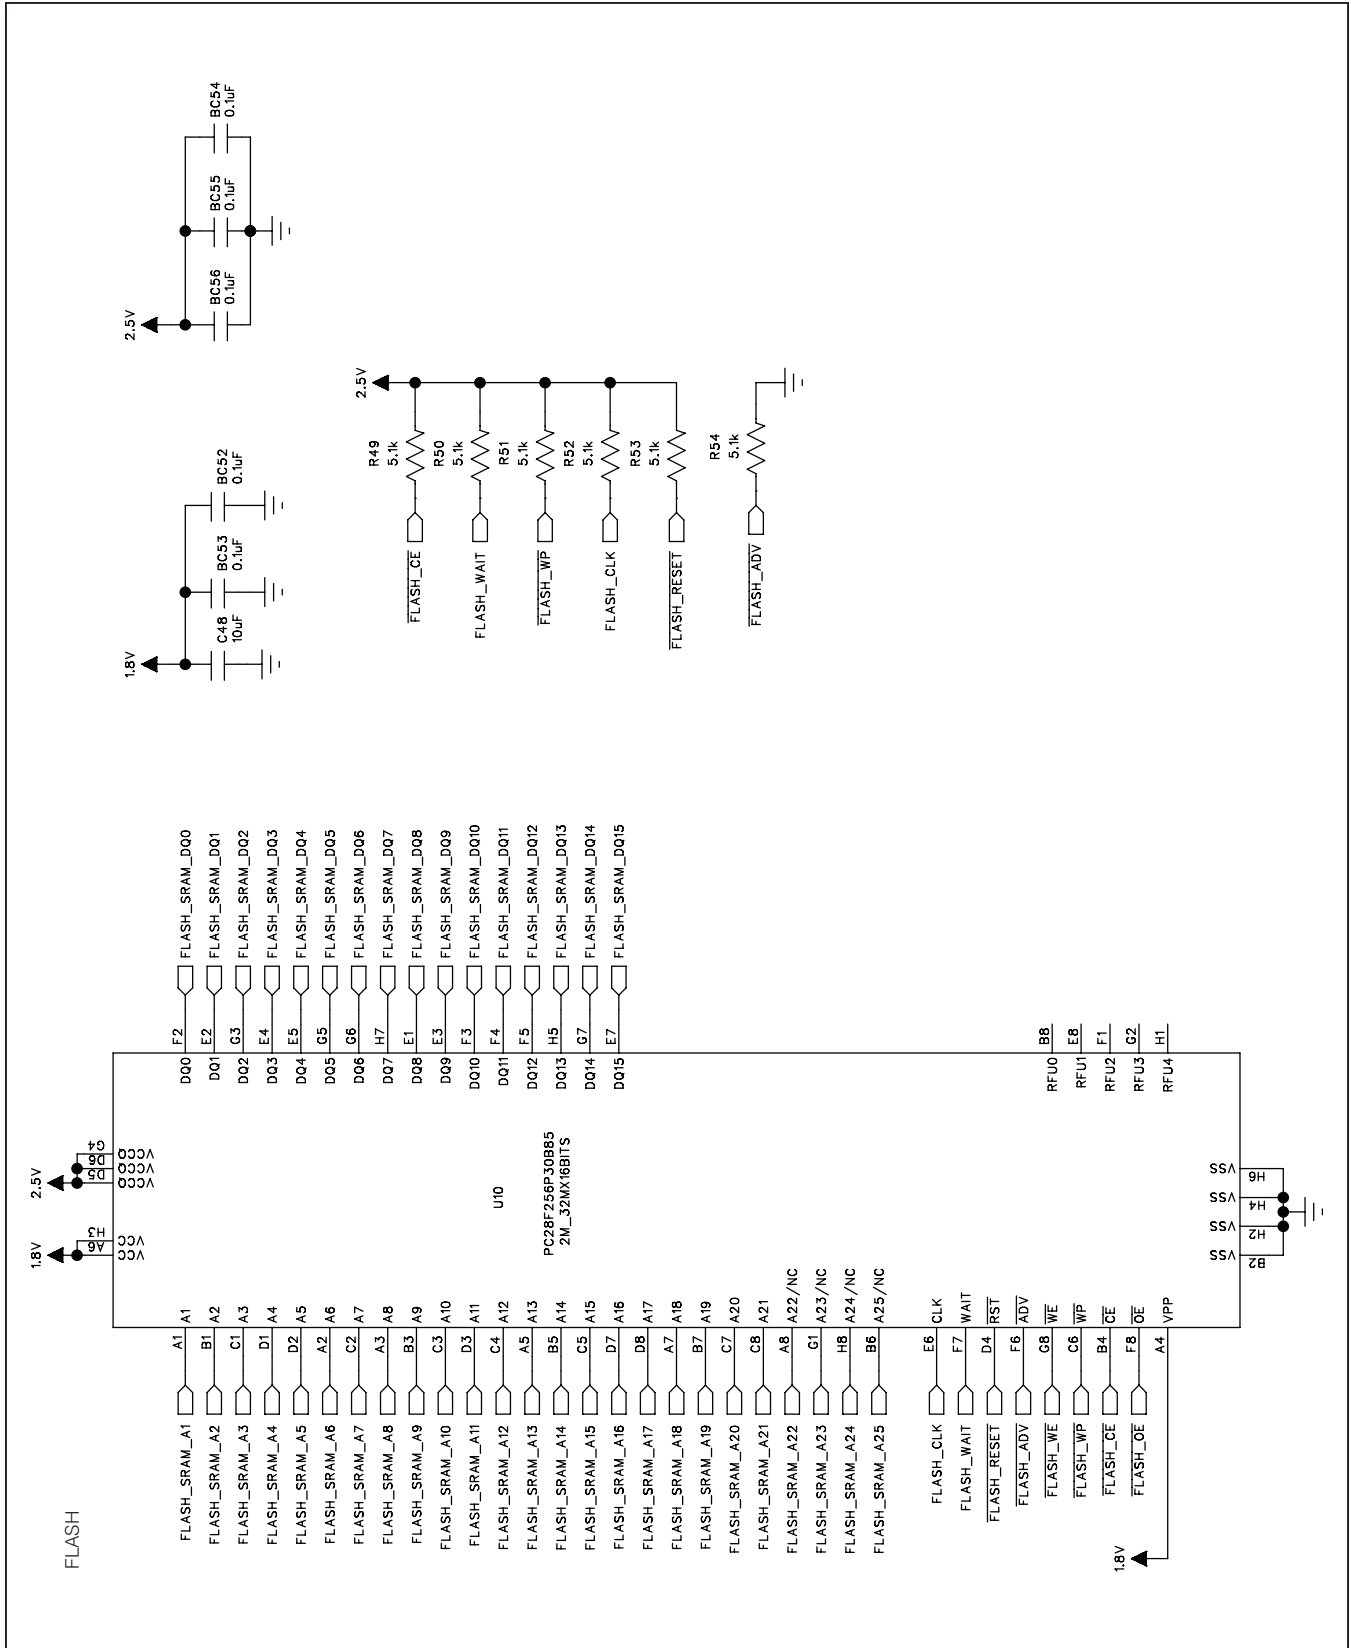 FLASH
1.8V
2.5V
A6 H3
VCC VCC
D5 D6 G4
VCCQ VCCQ VCCQ
FLASH_SRAM_A1 A1 A1
FLASH_SRAM_A2 B1 A2
FLASH_SRAM_A3 C1 A3
FLASH_SRAM_A4 D1 A4
FLASH_SRAM_A5 D2 A5
FLASH_SRAM_A6 A2 A6
FLASH_SRAM_A7 C2 A7
FLASH_SRAM_A8 A3 A8
FLASH_SRAM_A9 B3 A9
FLASH_SRAM_A10 C3 A10
FLASH_SRAM_A11 D3 A11
FLASH_SRAM_A12 C4 A12
FLASH_SRAM_A13 A5 A13
FLASH_SRAM_A14 B5 A14
FLASH_SRAM_A15 C5 A15
FLASH_SRAM_A16 D7 A16
FLASH_SRAM_A17 D8 A17
FLASH_SRAM_A18 A7 A18
FLASH_SRAM_A19 B7 A19
FLASH_SRAM_A20 C7 A20
FLASH_SRAM_A21 C8 A21
FLASH_SRAM_A22 A8 A22/NC
FLASH_SRAM_A23 G1 A23/NC
FLASH_SRAM_A24 H8 A24/NC
FLASH_SRAM_A25 B6 A25/NC
FLASH_CLK E6 CLK
FLASH_WAIT F7 WAIT
FLASH_RESET D4 RST
FLASH_ADV F6 ADV
FLASH_WE G8 WE
FLASH_WP C6 WP
FLASH_CE B4 CE
FLASH_OE F8 OE
1.8V A4 VPP
U10
PC28F256P30B85
2M_32MX16BITS
VSS VSS VSS VSS
B2 H2 H4 H6
DQ0 F2 FLASH_SRAM_DQ0
DQ1 E2 FLASH_SRAM_DQ1
DQ2 G3 FLASH_SRAM_DQ2
DQ3 E4 FLASH_SRAM_DQ3
DQ4 E5 FLASH_SRAM_DQ4
DQ5 G5 FLASH_SRAM_DQ5
DQ6 G6 FLASH_SRAM_DQ6
DQ7 H7 FLASH_SRAM_DQ7
DQ8 E1 FLASH_SRAM_DQ8
DQ9 E3 FLASH_SRAM_DQ9
DQ10 F3 FLASH_SRAM_DQ10
DQ11 F4 FLASH_SRAM_DQ11
DQ12 F5 FLASH_SRAM_DQ12
DQ13 H5 FLASH_SRAM_DQ13
DQ14 G7 FLASH_SRAM_DQ14
DQ15 E7 FLASH_SRAM_DQ15
RFU0 B8
RFU1 E8
RFU2 F1
RFU3 G2
RFU4 H1
1.8V
C48
10uF
BC53
0.1uF
BC52
0.1uF
2.5V
BC56
0.1uF
BC55
0.1uF
BC54
0.1uF
2.5V
R49
5.1k
FLASH_CE
R50
5.1k
FLASH_WAIT
R51
5.1k
FLASH_WP
R52
5.1k
FLASH_CLK
R53
5.1k
FLASH_RESET
R54
5.1k
FLASH_ADV